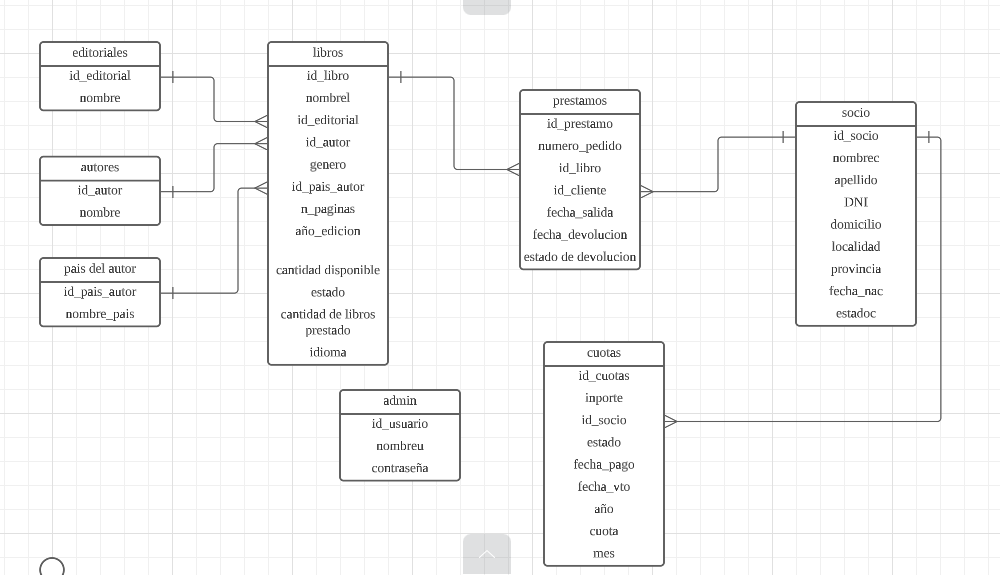 editoriales
id_editorial
nombre
autores
id_autor
nombre
pais del autor
id_pais_autor
nombre_pais
libros
id_libro
nombrel
id_editorial
id_autor
genero
id_pais_autor
n_paginas
año_edicion
cantidad disponible
estado
cantidad de libros
prestado
idioma
admin
id_usuario
nombreu
contraseña
prestamos
id_prestamo
numero_pedido
id_libro
id_cliente
fecha_salida
fecha_devolucion
estado de devolucion
cuotas
id_cuotas
inporte
id_socio
estado
fecha_pago
fecha_vto
año
cuota
mes
socio
id_socio
nombrec
apellido
DNI
domicilio
localidad
provincia
fecha_nac
estadoc